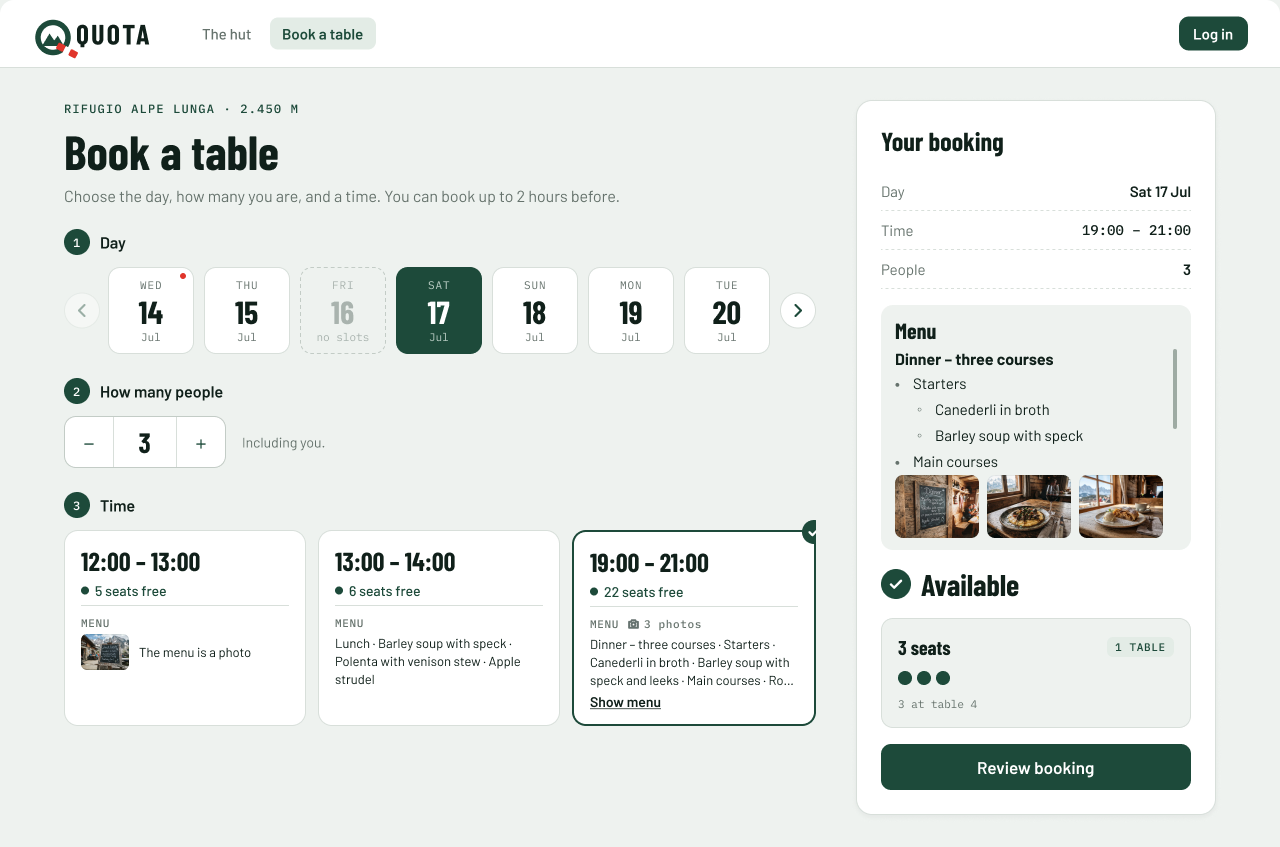 QUOTA
The hut
Book a table
Log in
RIFUGIO ALPE LUNGA · 2.450 M
Book a table
Choose the day, how many you are, and a time. You can book up to 2 hours before.
1 Day
WED
14
Jul
THU
15
Jul
FRI
16
no slots
SAT
17
Jul
SUN
18
Jul
MON
19
Jul
TUE
20
Jul
2 How many people
− 3 +
Including you.
3 Time
12:00 – 13:00
5 seats free
MENU
The menu is a photo
13:00 – 14:00
6 seats free
MENU
Lunch · Barley soup with speck ·
Polenta with venison stew · Apple
strudel
19:00 – 21:00
22 seats free
MENU 3 photos
Dinner – three courses · Starters ·
Canederli in broth · Barley soup with
speck and leeks · Main courses · Ro…
Show menu
Your booking
Day Sat 17 Jul
Time 19:00 – 21:00
People 3
Menu
Dinner – three courses
• Starters
◦ Canederli in broth
◦ Barley soup with speck
• Main courses
Available
3 seats
1 TABLE
3 at table 4
Review booking